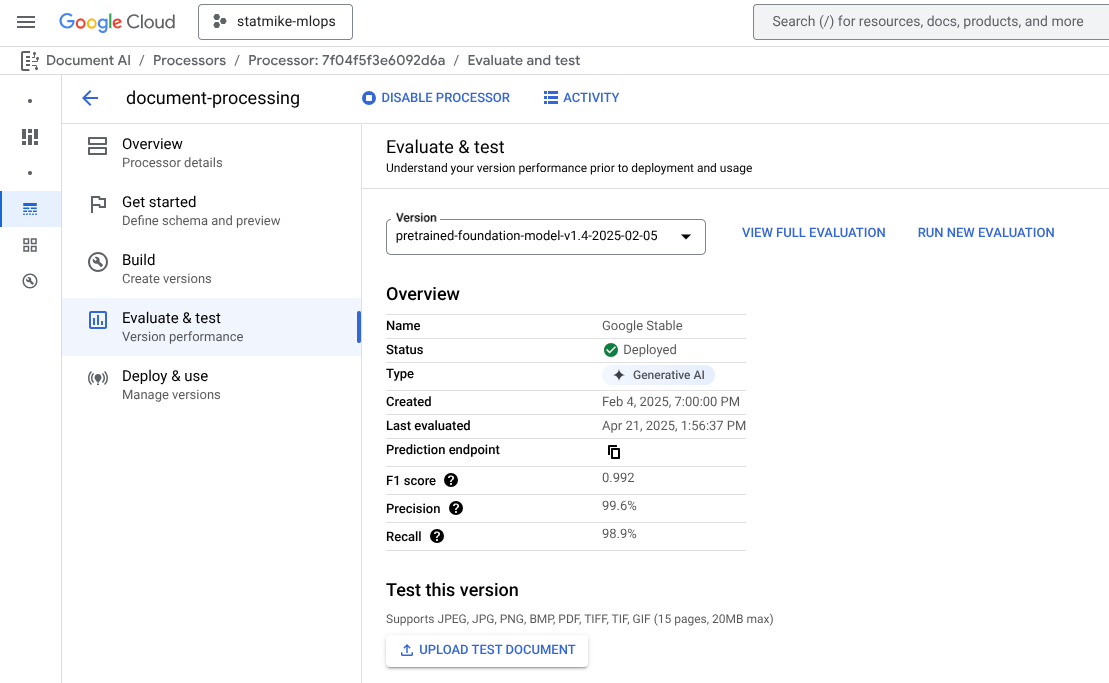 Google Cloud
statmike-mlops
Search (/) for resources, docs, products, and more
Document AI / Processors / Processor: 7f04f5f3e6092d6a / Evaluate and test
document-processing
DISABLE PROCESSOR
ACTIVITY
Overview
Processor details
Get started
Define schema and preview
Build
Create versions
Evaluate & test
Version performance
Deploy & use
Manage versions
Evaluate & test
Understand your version performance prior to deployment and usage
Version
pretrained-foundation-model-v1.4-2025-02-05
VIEW FULL EVALUATION
RUN NEW EVALUATION
Overview
Name Google Stable
Status Deployed
Type Generative AI
Created Feb 4, 2025, 7:00:00 PM
Last evaluated Apr 21, 2025, 1:56:37 PM
Prediction endpoint
F1 score ? 0.992
Precision ? 99.6%
Recall ? 98.9%
Test this version
Supports JPEG, JPG, PNG, BMP, PDF, TIFF, TIF, GIF (15 pages, 20MB max)
UPLOAD TEST DOCUMENT